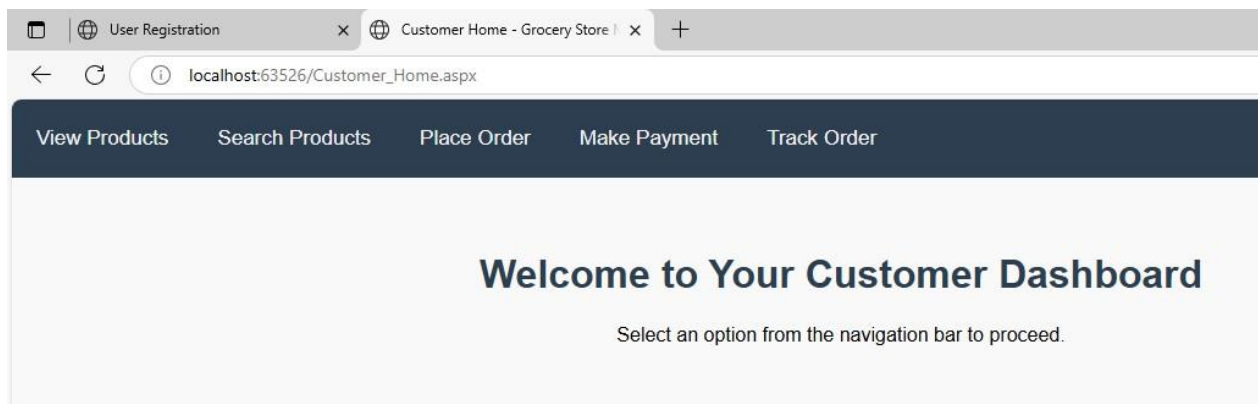 User Registration
Customer Home - Grocery Store
localhost:63526/Customer_Home.aspx
View Products Search Products Place Order Make Payment Track Order
Welcome to Your Customer Dashboard
Select an option from the navigation bar to proceed.